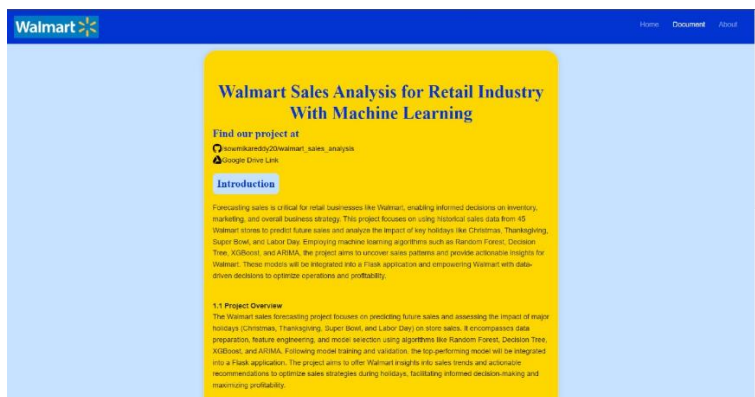 Walmart
Home Document About
Walmart Sales Analysis for Retail Industry
With Machine Learning
Find our project at
/sowmikareddy20/walmart_sales_analysis
Google Drive Link
Introduction
Forecasting sales is critical for retail businesses like Walmart, enabling informed decisions on inventory,
marketing, and overall business strategy. This project focuses on using historical sales data from 45
Walmart stores to predict future sales and analyze the impact of key holidays like Christmas, Thanksgiving,
Super Bowl, and Labor Day. Employing machine learning algorithms such as Random Forest, Decision
Tree, XGBoost, and ARIMA, the project aims to uncover sales patterns and provide actionable insights for
Walmart. These models will be integrated into a Flask application and empowering Walmart with data-
driven decisions to optimize operations and profitability.
1.1 Project Overview
The Walmart sales forecasting project focuses on predicting future sales and assessing the impact of major
holidays (Christmas, Thanksgiving, Super Bowl, and Labor Day) on store sales. It encompasses data
preparation, feature engineering, and model selection using algorithms like Random Forest, Decision Tree,
XGBoost, and ARIMA. Following model training and validation, the top-performing model will be integrated
into a Flask application. The project aims to offer Walmart insights into sales trends and actionable
recommendations to optimize sales strategies during holidays, facilitating informed decision-making and
maximizing profitability.